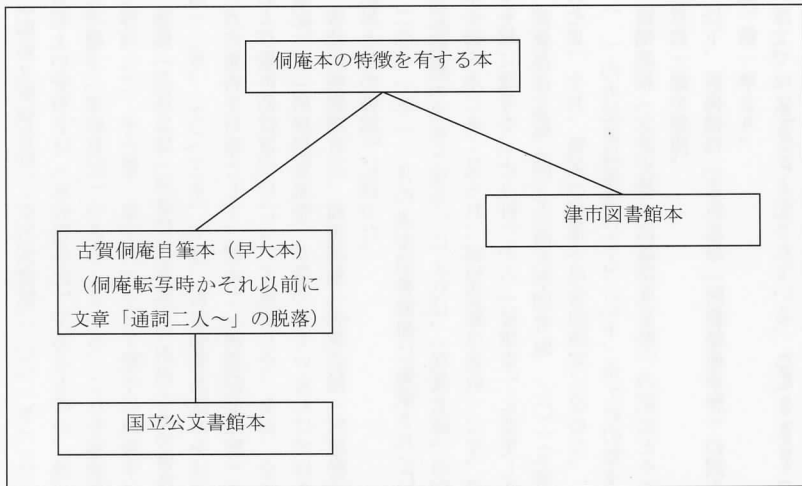 侗庵本の特徴を有する本
津市図書館本
古賀侗庵自筆本（早大本）
（侗庵転写時かそれ以前に
文章「通詞二人～」の脱落）
国立公文書館本